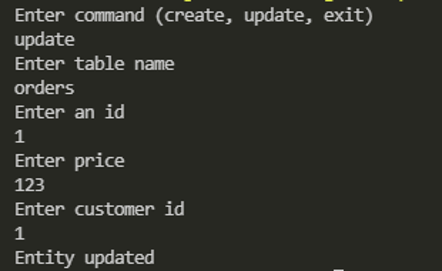 Enter command (create, update, exit)
update
Enter table name
orders
Enter an id
1
Enter price
123
Enter customer id
1
Entity updated